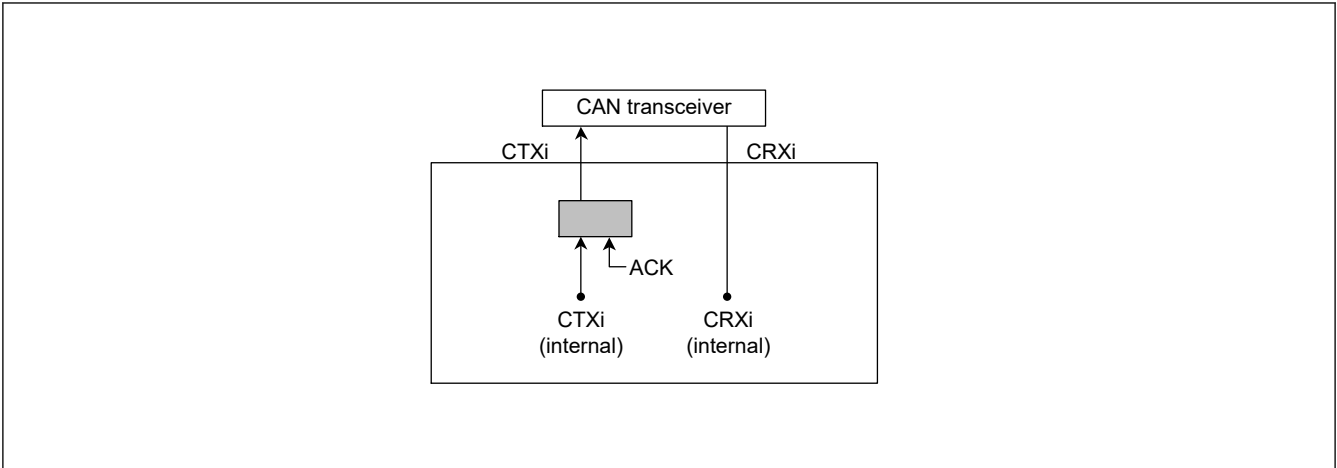 CAN transceiver
CTXi
CRXi
ACK
CTXi
(internal)
CRXi
(internal)